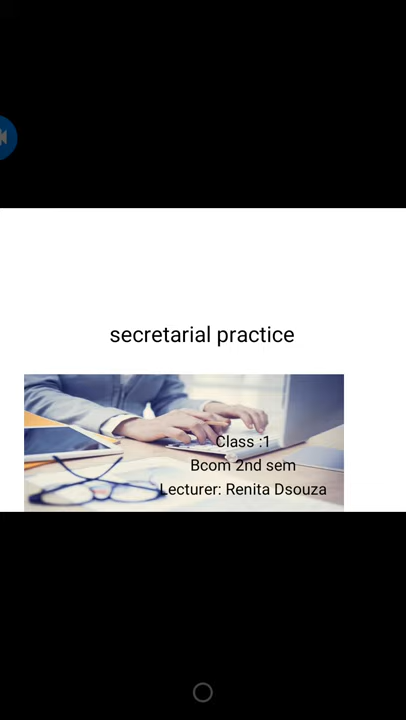 secretarial practice
Class :1
Bcom 2nd sem
Lecturer: Renita Dsouza